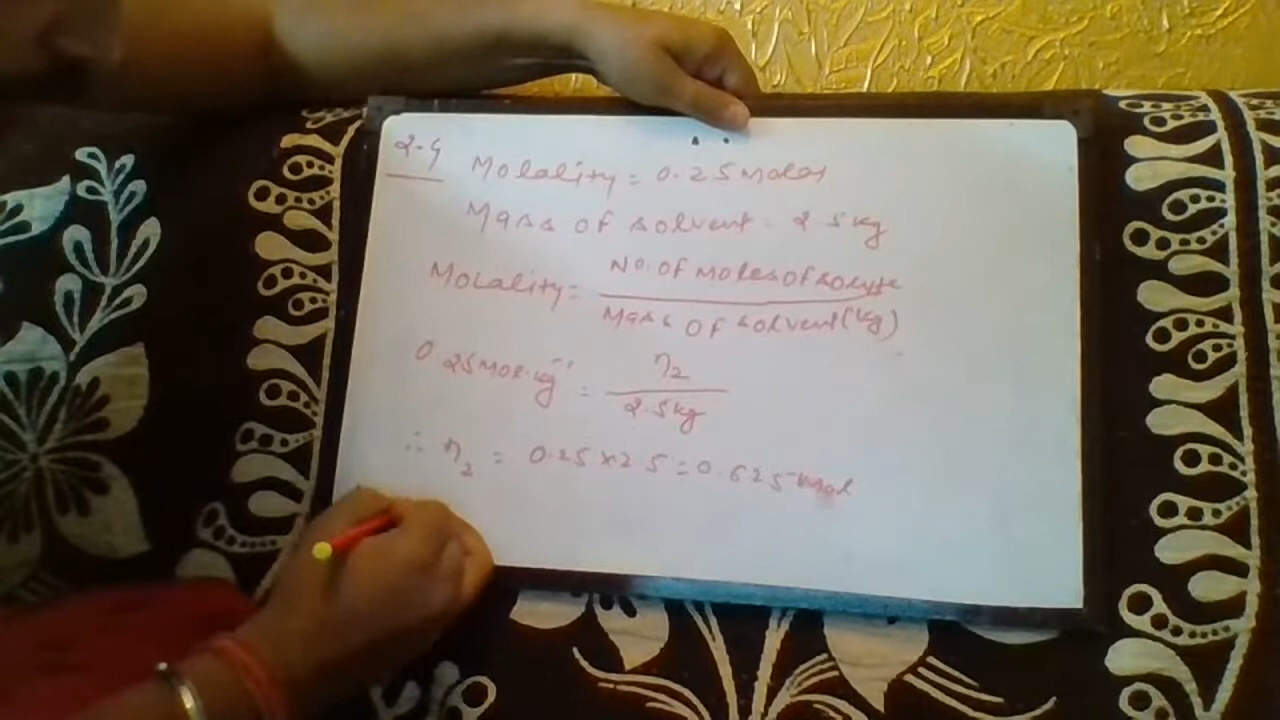 2.4
Molality = 0.25 moles
Mass of solvent = 2.5 kg
Molality = No. of moles of solute
Mass of solvent (kg)
0.25 mol kg⁻¹ = n₂
2.5 kg
∴ n₂ = 0.25 × 2.5 = 0.625 mol